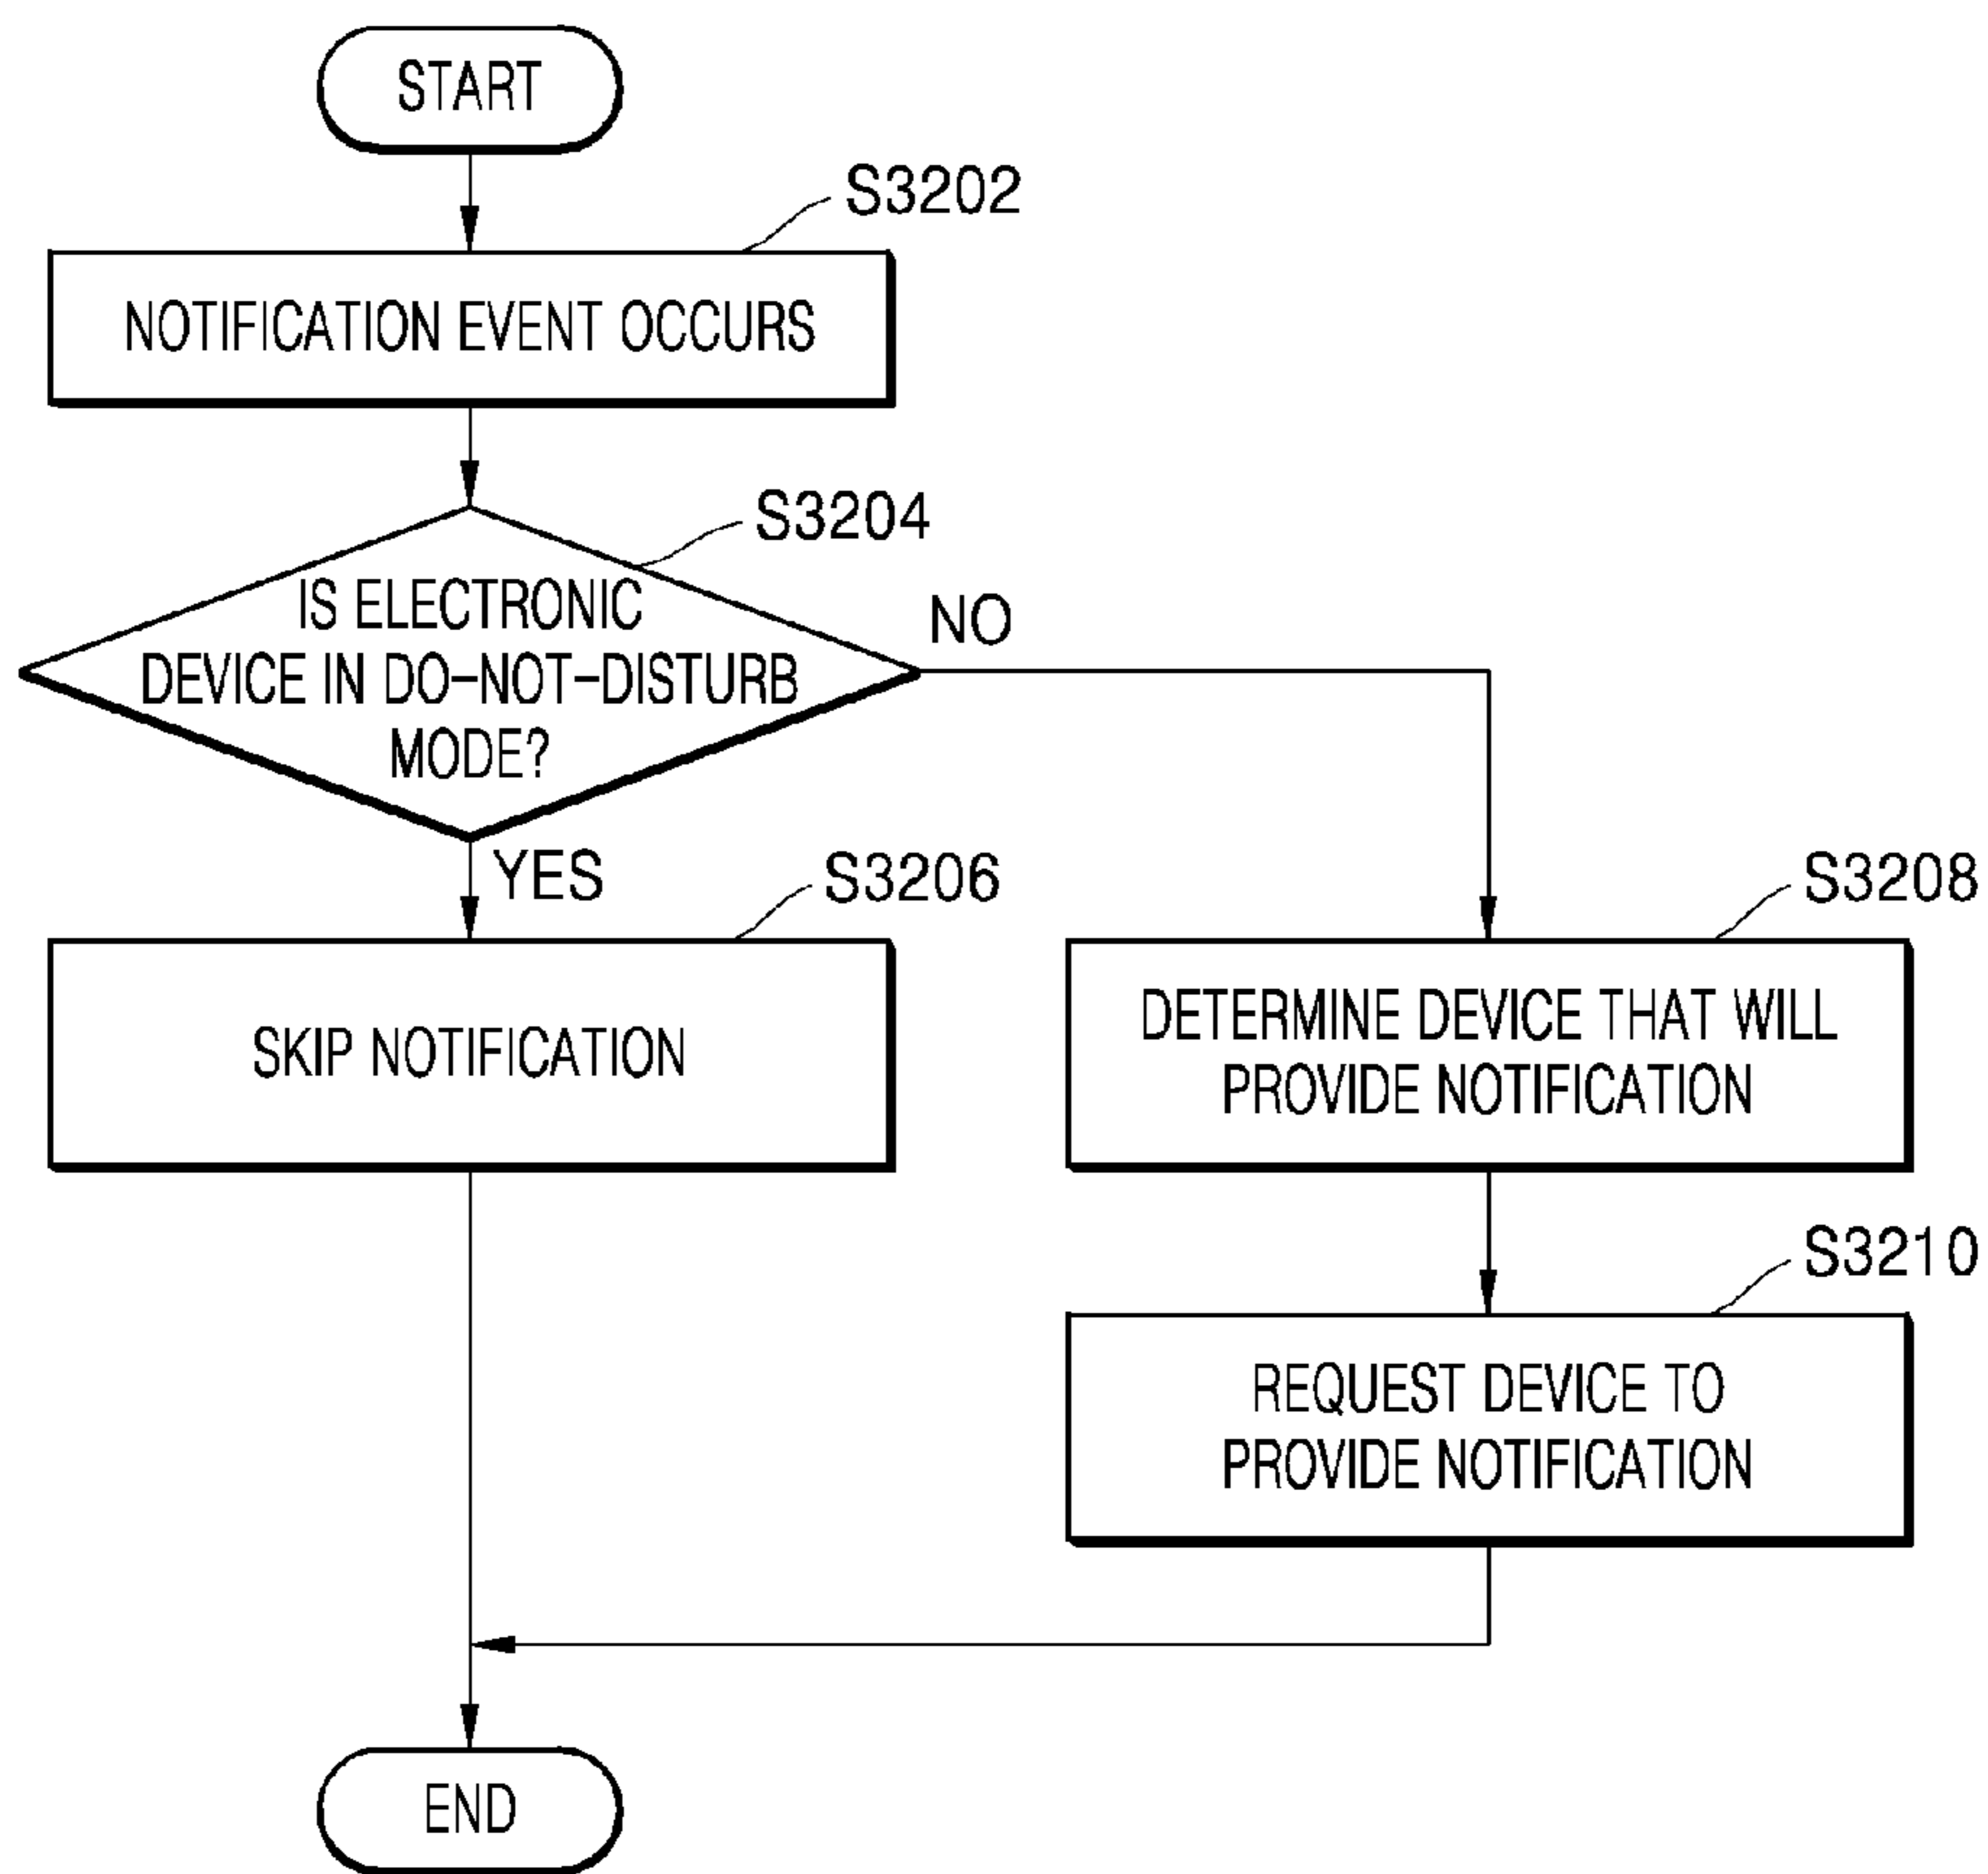 START
S3202
NOTIFICATION EVENT OCCURS
S3204
IS ELECTRONIC
DEVICE IN DO-NOT-DISTURB
MODE?
NO
YES
S3206
SKIP NOTIFICATION
S3208
DETERMINE DEVICE THAT WILL
PROVIDE NOTIFICATION
S3210
REQUEST DEVICE TO
PROVIDE NOTIFICATION
END